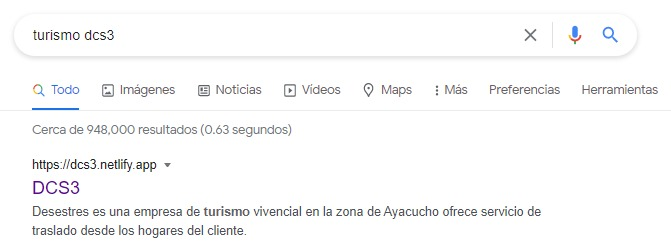 turismo dcs3
Todo Imágenes Noticias Vídeos Maps Más Preferencias Herramientas
Cerca de 948,000 resultados (0.63 segundos)
https://dcs3.netlify.app
DCS3
Desestres es una empresa de turismo vivencial en la zona de Ayacucho ofrece servicio de
traslado desde los hogares del cliente.